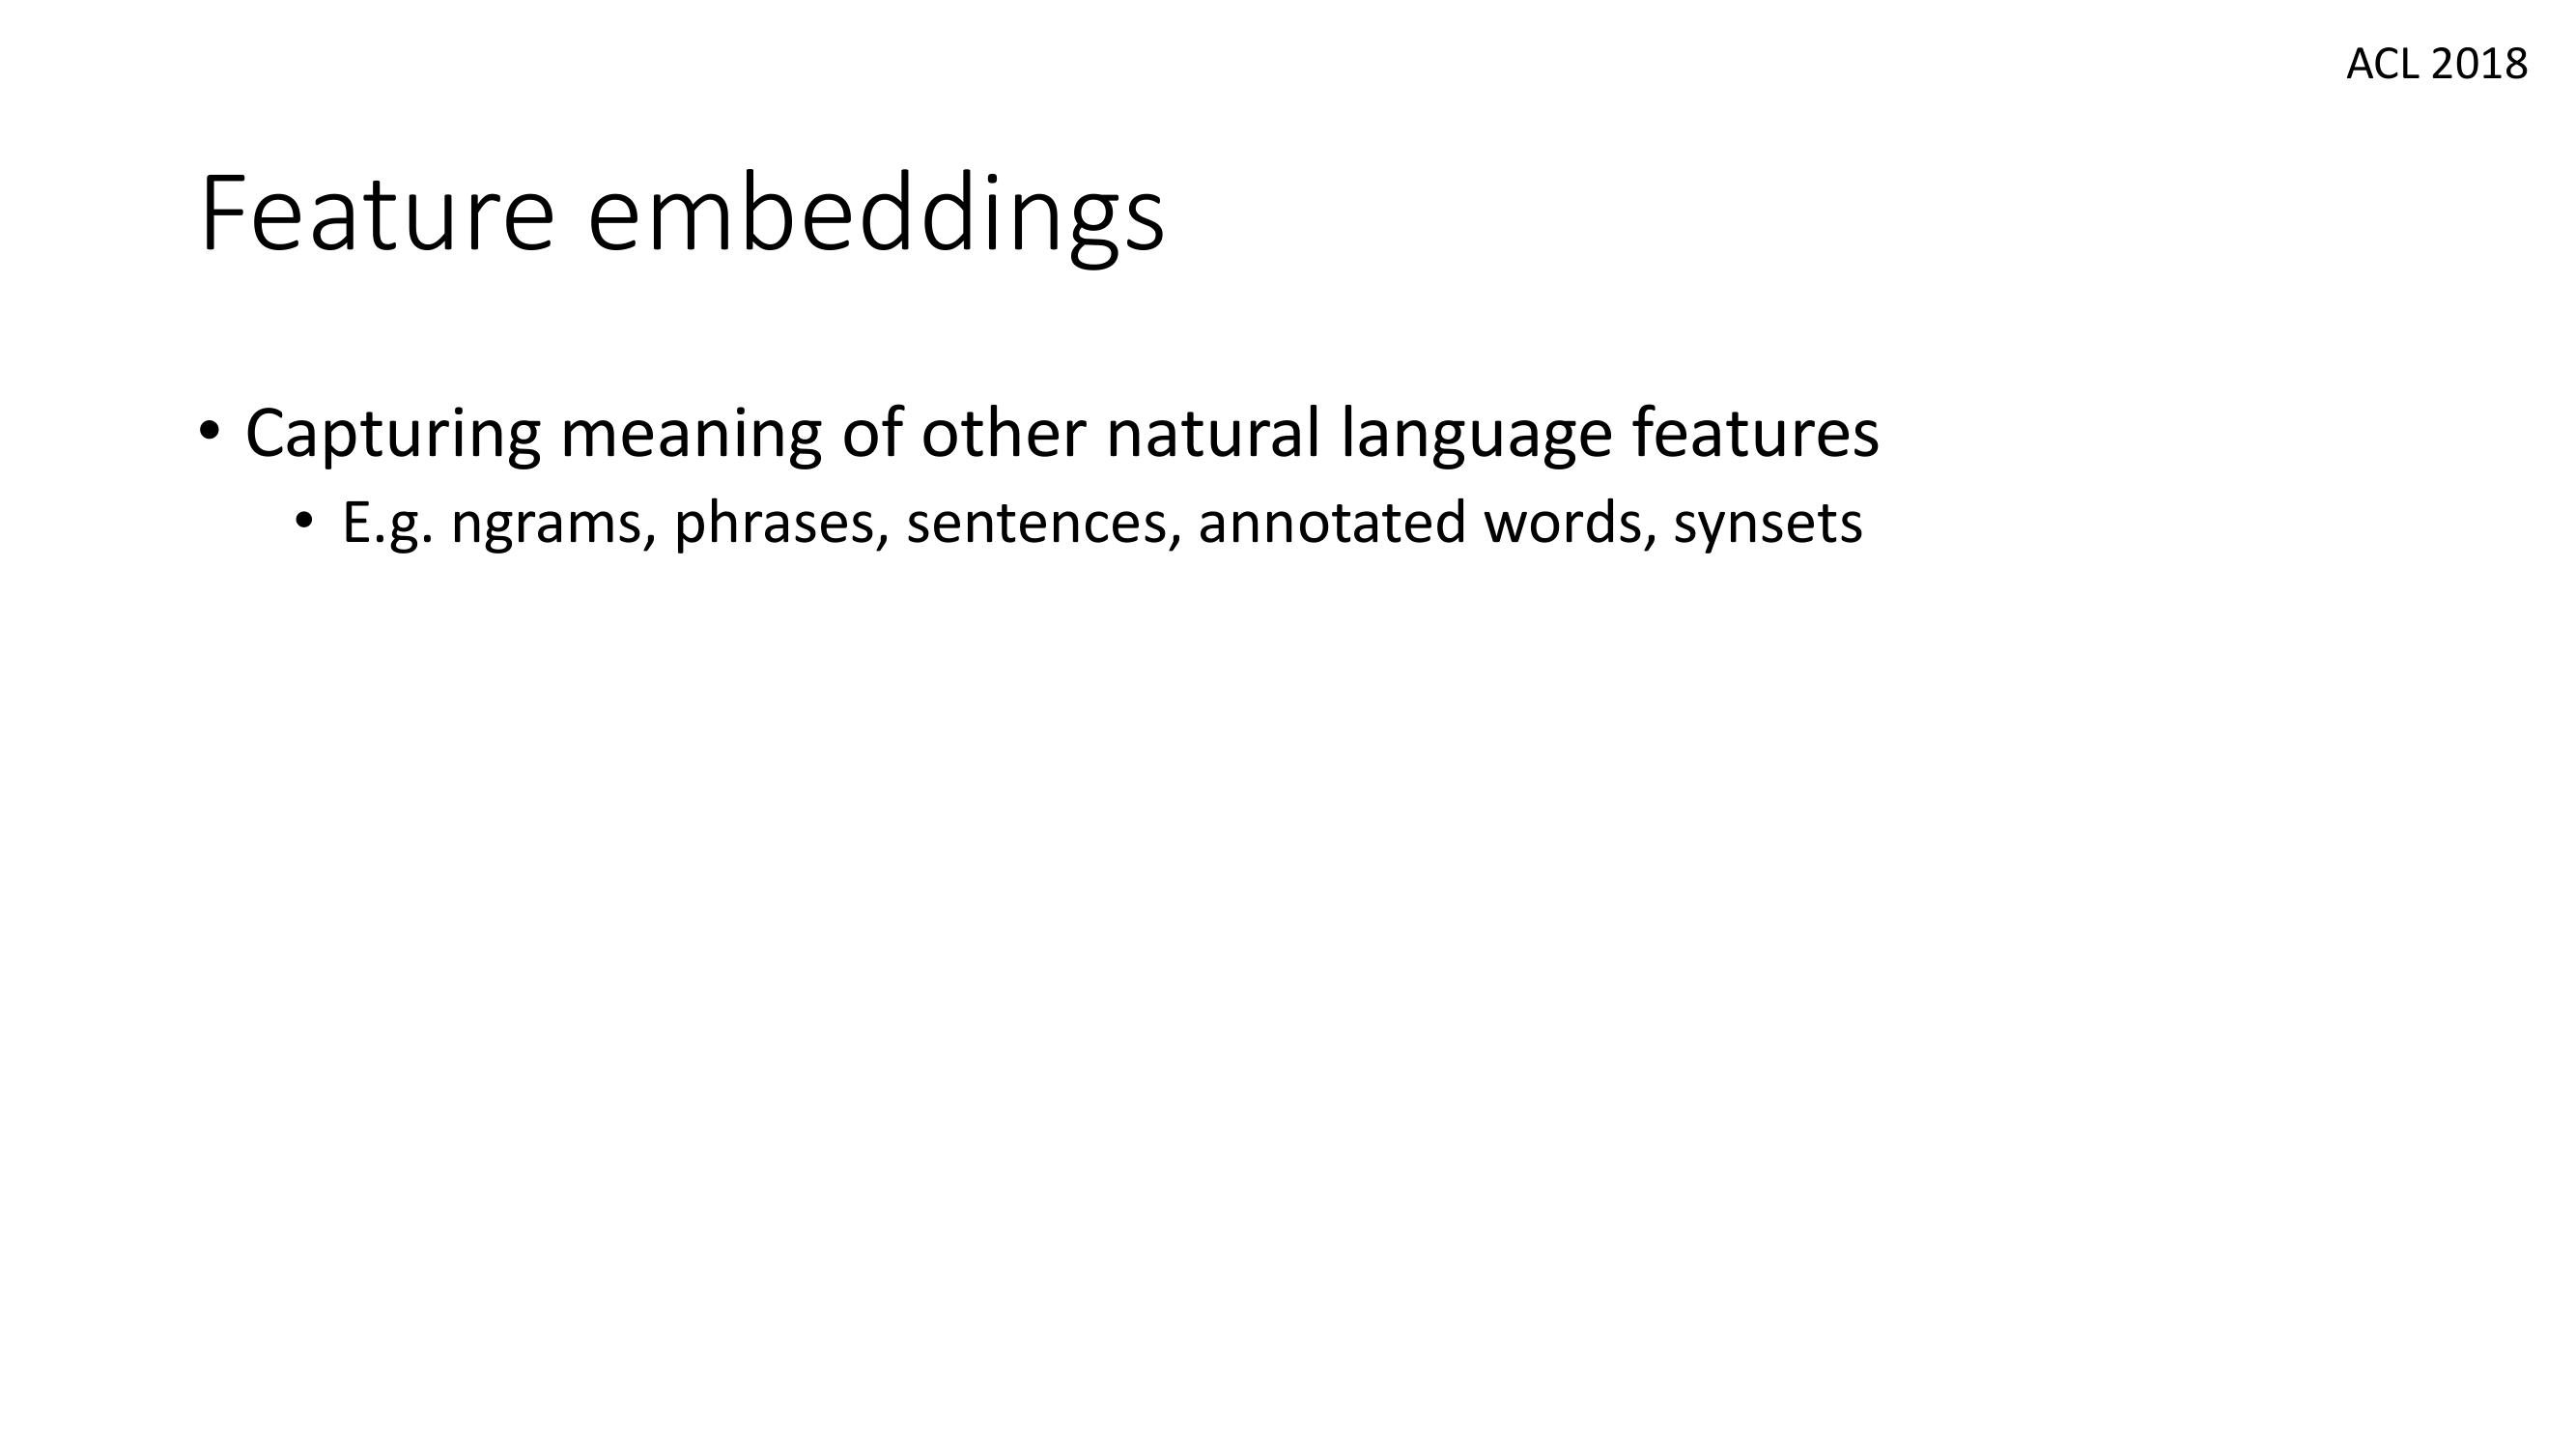 ACL 2018
Feature embeddings
• Capturing meaning of other natural language features
• E.g. ngrams, phrases, sentences, annotated words, synsets